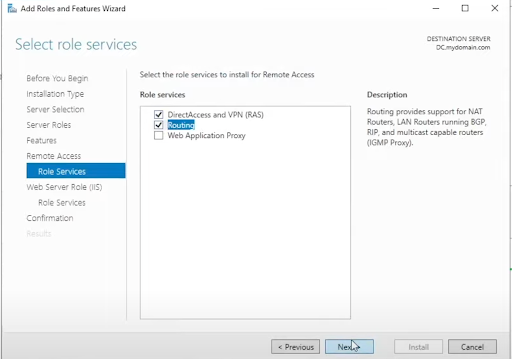 Add Roles and Features Wizard
Select role services
DESTINATION SERVER
DC.mydomain.com
Before You Begin
Installation Type
Server Selection
Server Roles
Features
Remote Access
Role Services
Web Server Role (IIS)
Role Services
Confirmation
Results
Select the role services to install for Remote Access
Role services
DirectAccess and VPN (RAS)
Routing
Web Application Proxy
Description
Routing provides support for NAT
Routers, LAN Routers running BGP,
RIP, and multicast capable routers
(IGMP Proxy).
< Previous
Next >
Install
Cancel